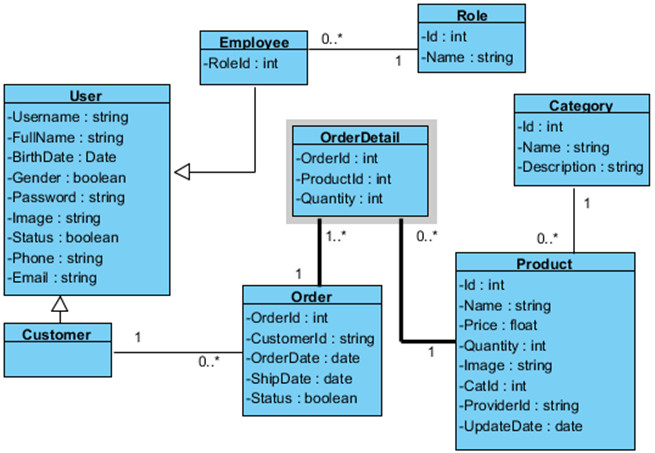 Role
-Id : int
-Name : string
Employee
-RoleId : int
0..*
1
User
-Username : string
-FullName : string
-BirthDate : Date
-Gender : boolean
-Password : string
-Image : string
-Status : boolean
-Phone : string
-Email : string
OrderDetail
-OrderId : int
-ProductId : int
-Quantity : int
Category
-Id : int
-Name : string
-Description : string
1
0..*
1..*
0..*
1
1
Product
-Id : int
-Name : string
-Price : float
-Quantity : int
-Image : string
-CatId : int
-ProviderId : string
-UpdateDate : date
Order
-OrderId : int
-CustomerId : string
-OrderDate : date
-ShipDate : date
-Status : boolean
Customer
1
0..*